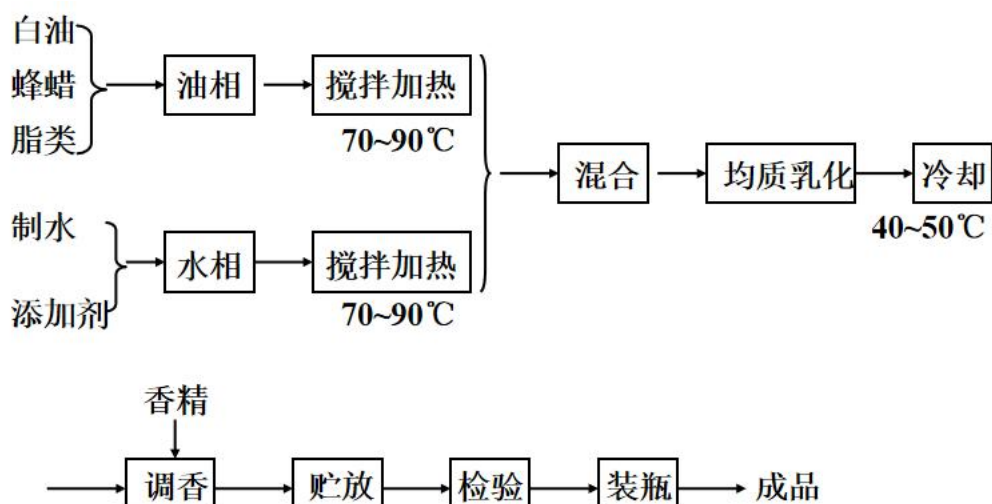 白油
蜂蜡
脂类
油相
搅拌加热
70~90℃
制水
添加剂
水相
搅拌加热
70~90℃
混合
均质乳化
冷却
40~50℃
香精
调香
贮放
检验
装瓶
成品